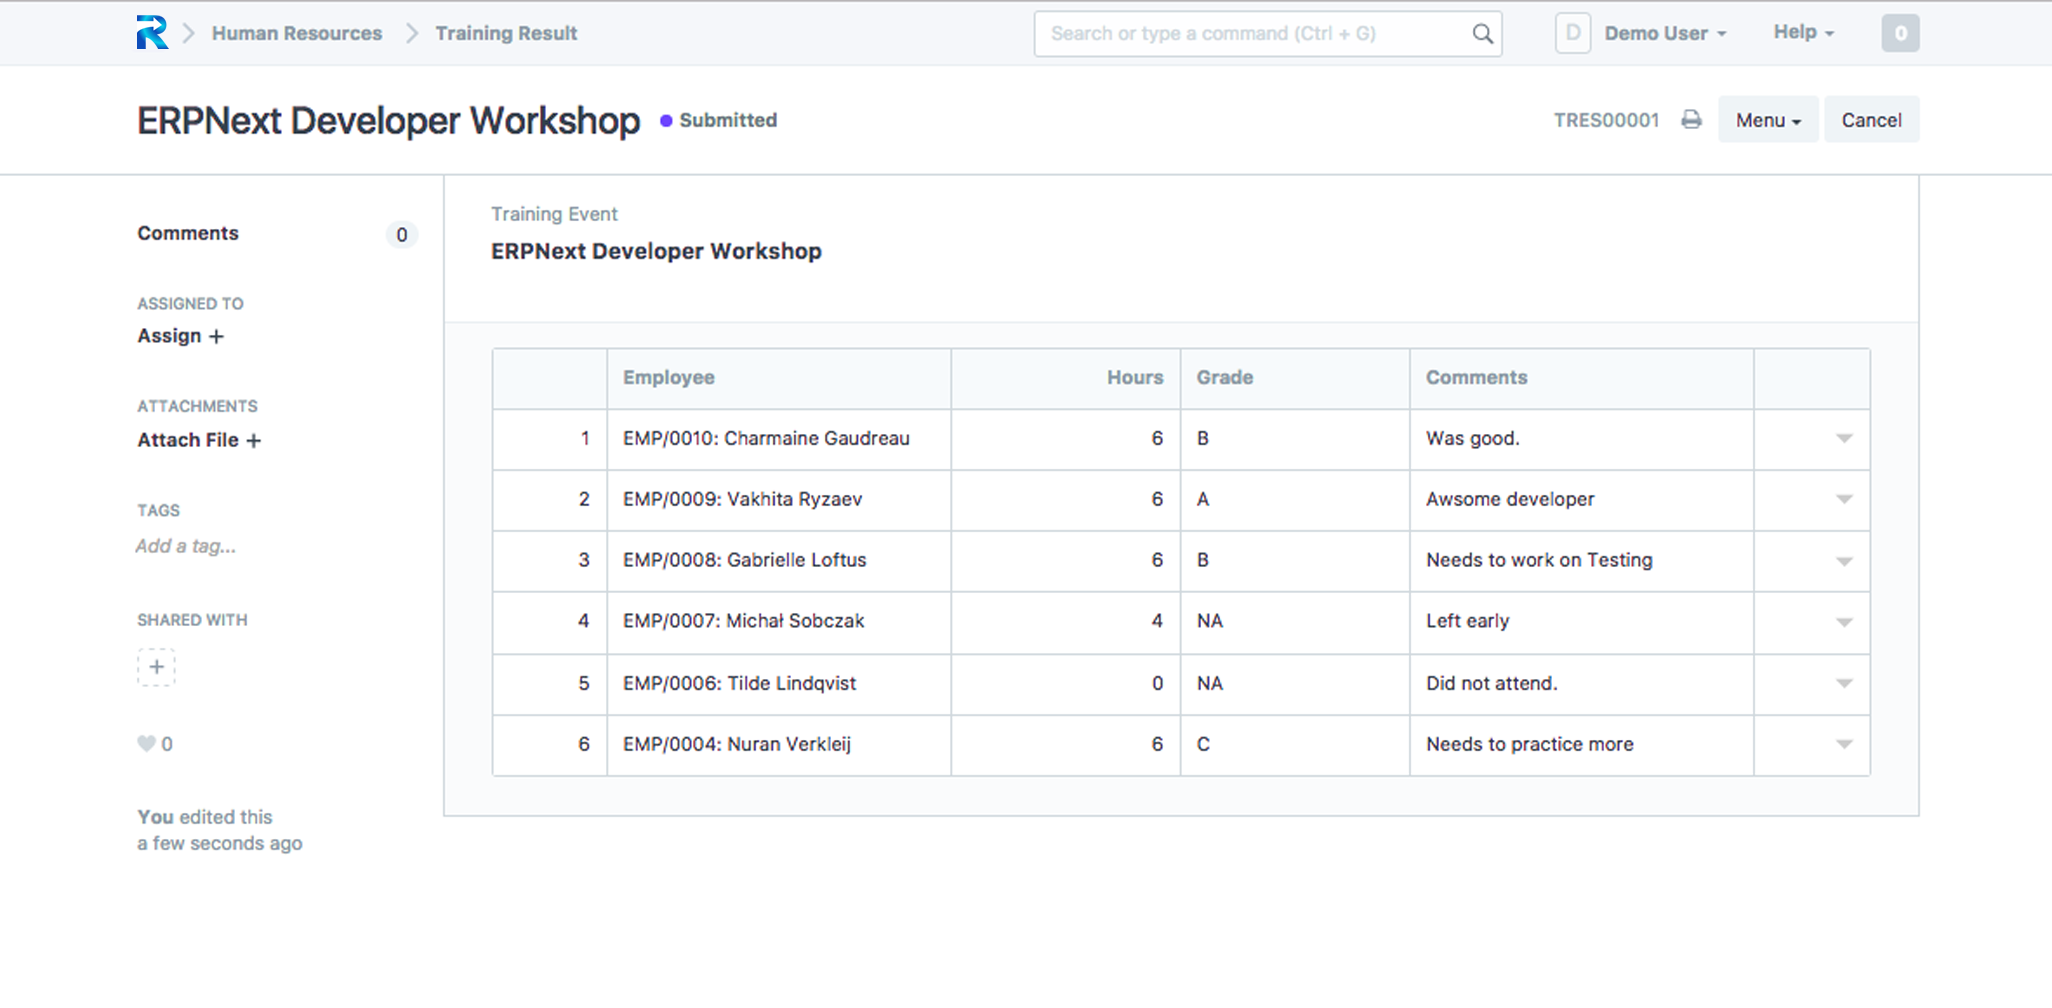 Human Resources Training Result Search or type a command (Ctrl + G) D Demo User Help 0
ERPNext Developer Workshop Submitted TRES00001 Menu Cancel
Comments 0
ASSIGNED TO
Assign +
ATTACHMENTS
Attach File +
TAGS
Add a tag...
SHARED WITH
+
0
You edited this
a few seconds ago
Training Event
ERPNext Developer Workshop
Employee Hours Grade Comments
1 EMP/0010: Charmaine Gaudreau 6 B Was good.
2 EMP/0009: Vakhita Ryzaev 6 A Awsome developer
3 EMP/0008: Gabrielle Loftus 6 B Needs to work on Testing
4 EMP/0007: Michał Sobczak 4 NA Left early
5 EMP/0006: Tilde Lindqvist 0 NA Did not attend.
6 EMP/0004: Nuran Verkleij 6 C Needs to practice more